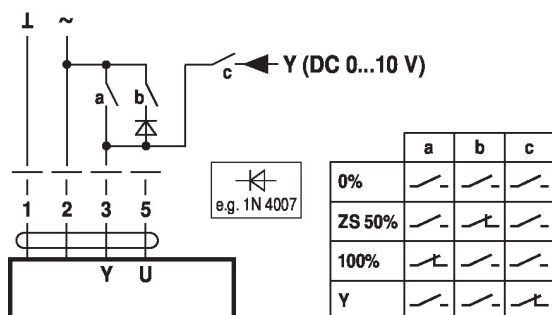 ⊥ ~
a b c Y (DC 0...10 V)
1 2 3 5
Y U
e.g. 1N 4007
a b c
0%
ZS 50%
100%
Y